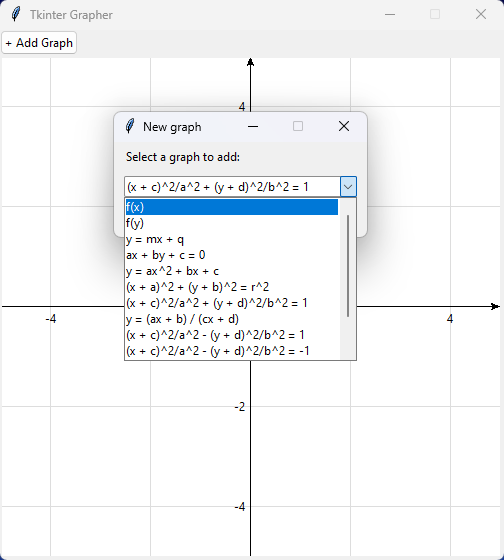 Tkinter Grapher
+ Add Graph
4
New graph
Select a graph to add:
(x + c)^2/a^2 + (y + d)^2/b^2 = 1
f(x)
f(y)
y = mx + q
ax + by + c = 0
y = ax^2 + bx + c
(x + a)^2 + (y + b)^2 = r^2
(x + c)^2/a^2 + (y + d)^2/b^2 = 1
y = (ax + b) / (cx + d)
(x + c)^2/a^2 - (y + d)^2/b^2 = 1
(x + c)^2/a^2 - (y + d)^2/b^2 = -1
-4
4
-2
-4